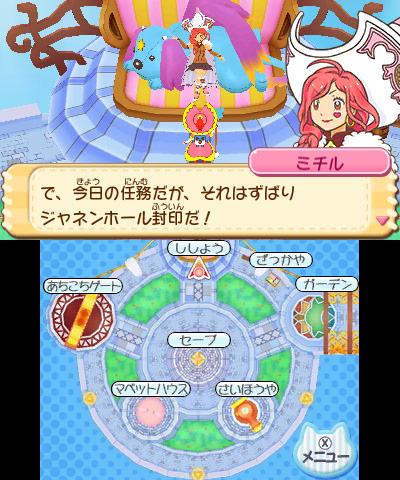 ミチル
で、今日の任務だが、それはずばり
ジャネンホール封印だ！
ししょう
ざっかや
あちこちゲート
ガーデン
セーブ
マペットハウス
さいほうや
X
メニュー